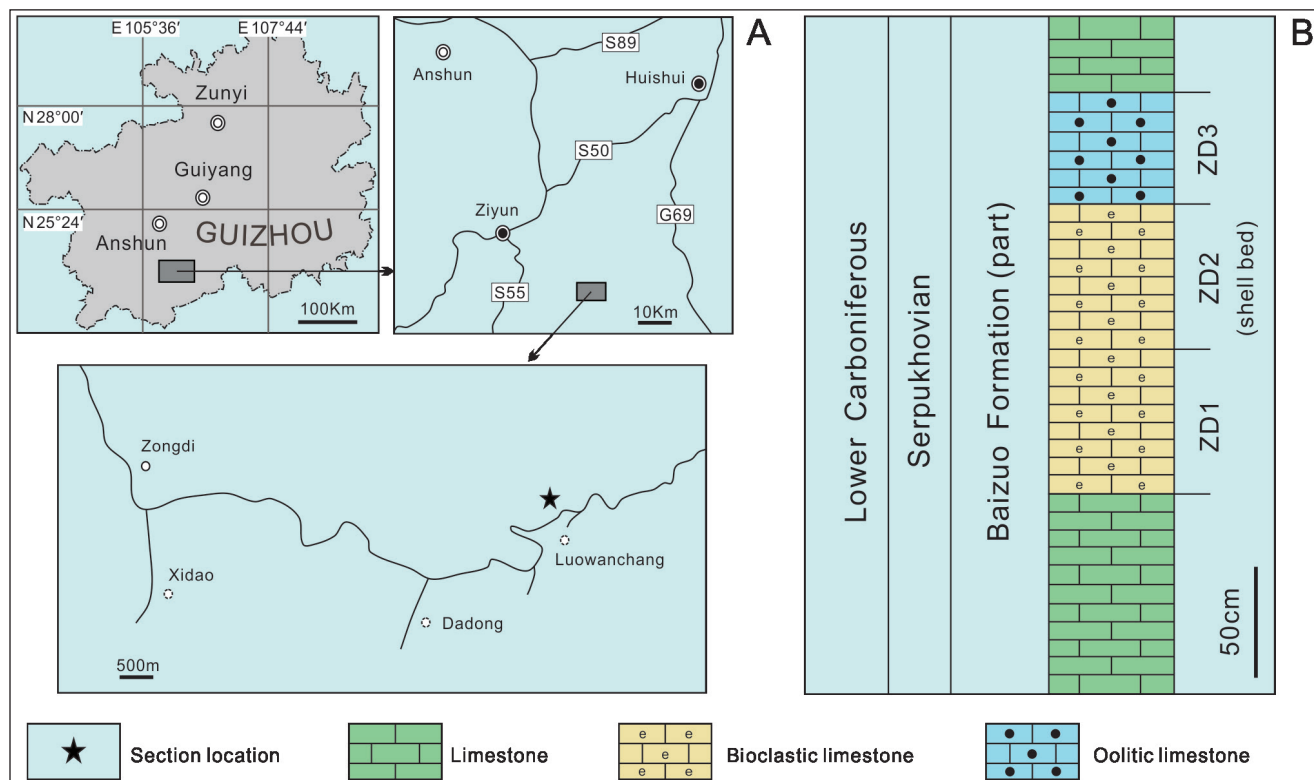 A
E 105°36′ E 107°44′
Zunyi
N 28°00′
Guiyang
N 25°24′
Anshun
GUIZHOU
100Km
S89
Anshun
Huishui
S50
Ziyun
G69
S55
10Km
Zongdi
Luowanchang
Xidao
Dadong
500m
B
Lower Carboniferous
Serpukhovian
Baizuo Formation (part)
ZD3
ZD2
(shell bed)
ZD1
50cm
e e e e e e e e e e e e
e e e e e e e e e e e e
Section location
Limestone
e e
e
e e
Bioclastic limestone
Oolitic limestone